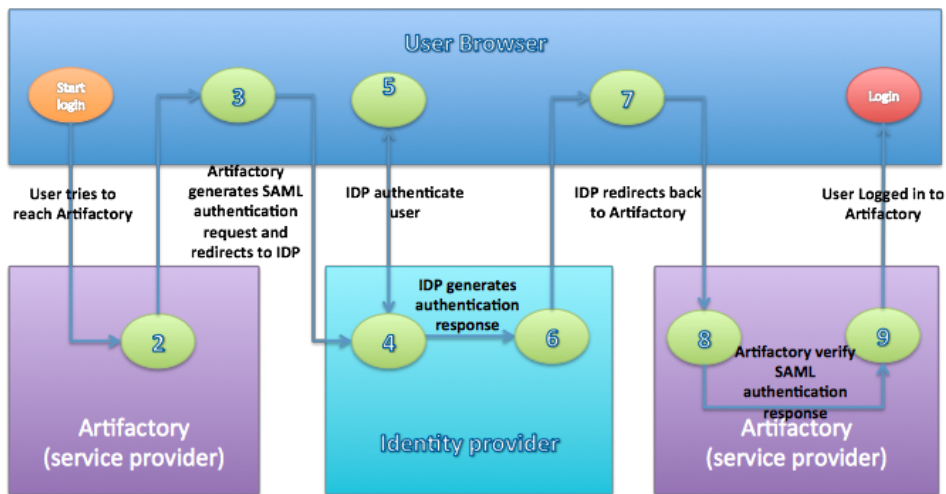 User Browser
Start
login
3
5
7
Login
User tries to
reach Artifactory
Artifactory
generates SAML
authentication
request and
redirects to IDP
IDP authenticate
user
IDP redirects back
to Artifactory
User Logged in to
Artifactory
2
4
IDP generates
authentication
response
6
8
9
Artifactory verify
SAML
authentication
response
Artifactory
(service provider)
Identity provider
Artifactory
(service provider)